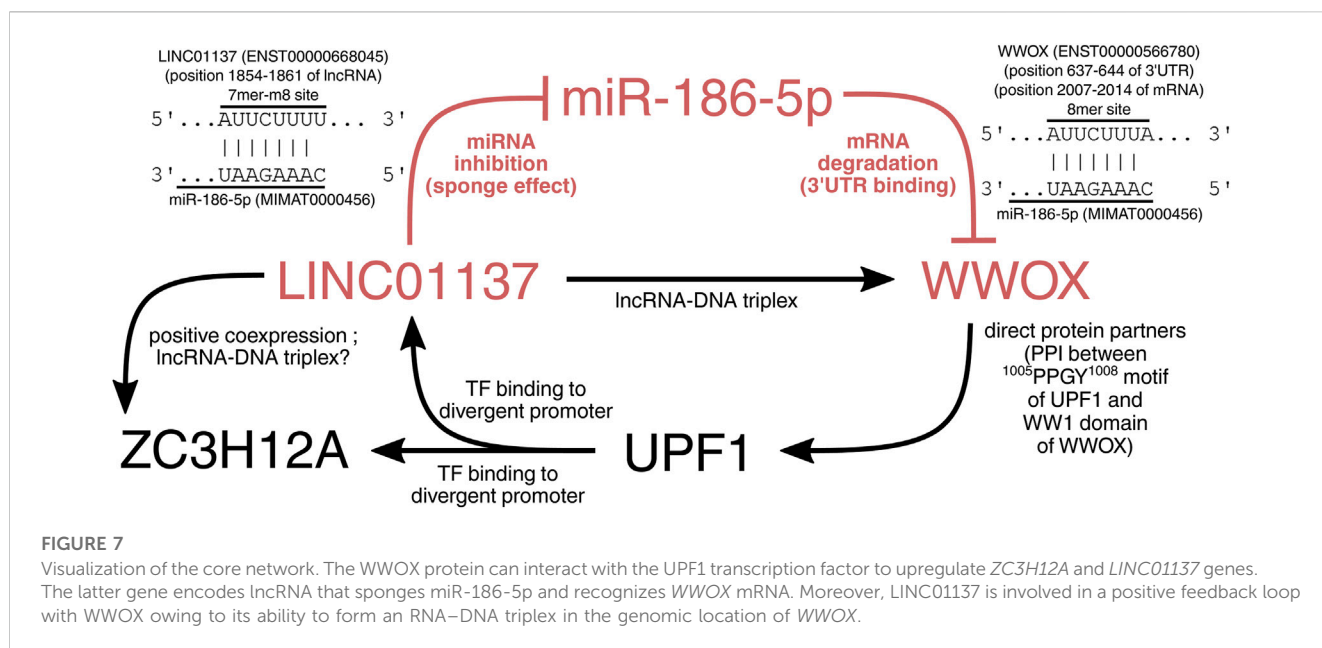 LINC01137 (ENST00000668045)
(position 1854-1861 of lncRNA)
7mer-m8 site
5'...AUUCUUUU... 3'
|||||||
3'...UAAGAAAC 5'
miR-186-5p (MIMAT0000456)
miR-186-5p
WWOX (ENST00000566780)
(position 637-644 of 3'UTR)
(position 2007-2014 of mRNA)
8mer site
5'...AUUCUUUA... 3'
|||||||
3'...UAAGAAAC 5'
miR-186-5p (MIMAT0000456)
miRNA
inhibition
(sponge effect)
mRNA
degradation
(3'UTR binding)
LINC01137
lncRNA-DNA triplex
WWOX
positive coexpression ;
lncRNA-DNA triplex?
TF binding to
divergent promoter
direct protein partners
(PPI between
¹⁰⁰⁵PPGY¹⁰⁰⁸ motif
of UPF1 and
WW1 domain
of WWOX)
ZC3H12A
UPF1
TF binding to
divergent promoter
FIGURE 7
Visualization of the core network. The WWOX protein can interact with the UPF1 transcription factor to upregulate ZC3H12A and LINC01137 genes.
The latter gene encodes lncRNA that sponges miR-186-5p and recognizes WWOX mRNA. Moreover, LINC01137 is involved in a positive feedback loop
with WWOX owing to its ability to form an RNA–DNA triplex in the genomic location of WWOX.